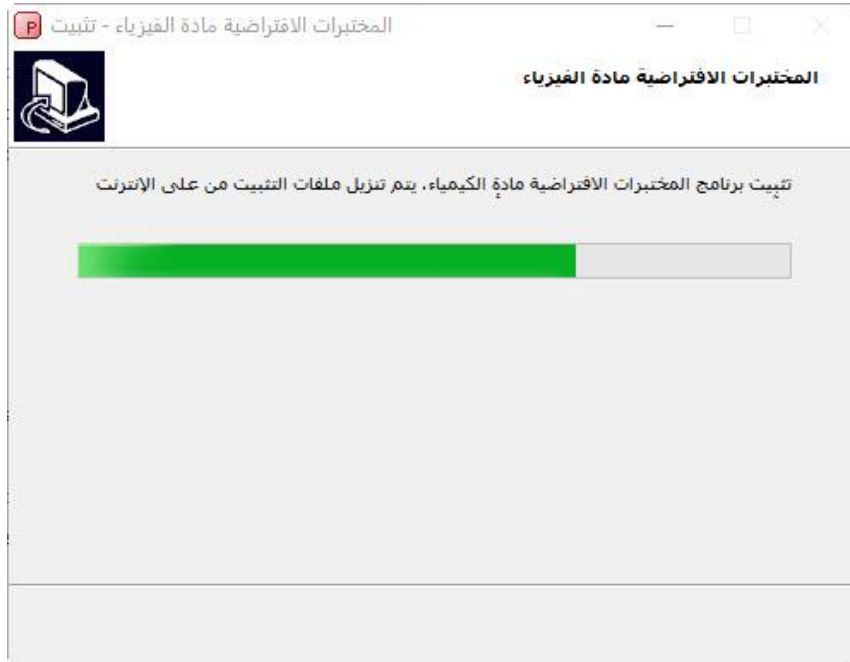 المختبرات الافتراضية مادة الفيزياء - تثبيت P
المختبرات الافتراضية مادة الفيزياء
تثبيت برنامج المختبرات الافتراضية مادة الكيمياء، يتم تنزيل ملفات التثبيت من على الإنترنت